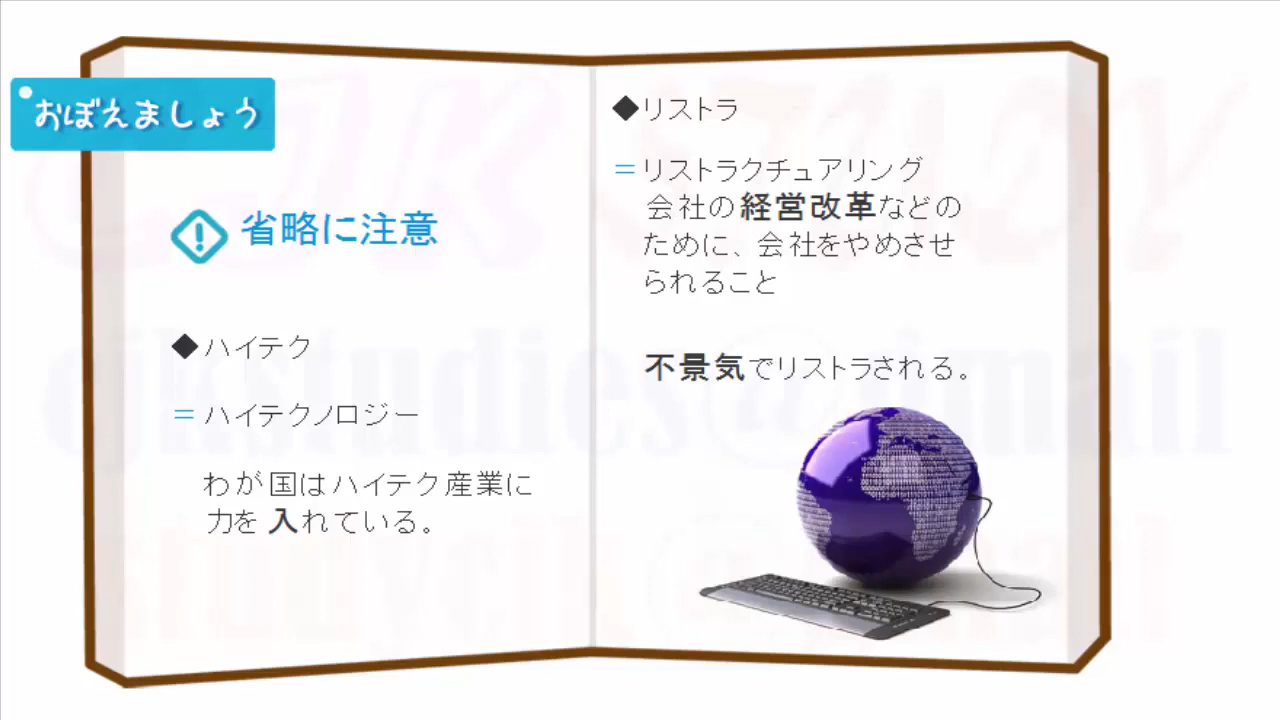 おぼえましょう
省略に注意
◆ハイテク
＝ハイテクノロジー
わが国はハイテク産業に
力を入れている。
◆リストラ
＝リストラクチュアリング
会社の経営改革などの
ために、会社をやめさせ
られること
不景気でリストラされる。